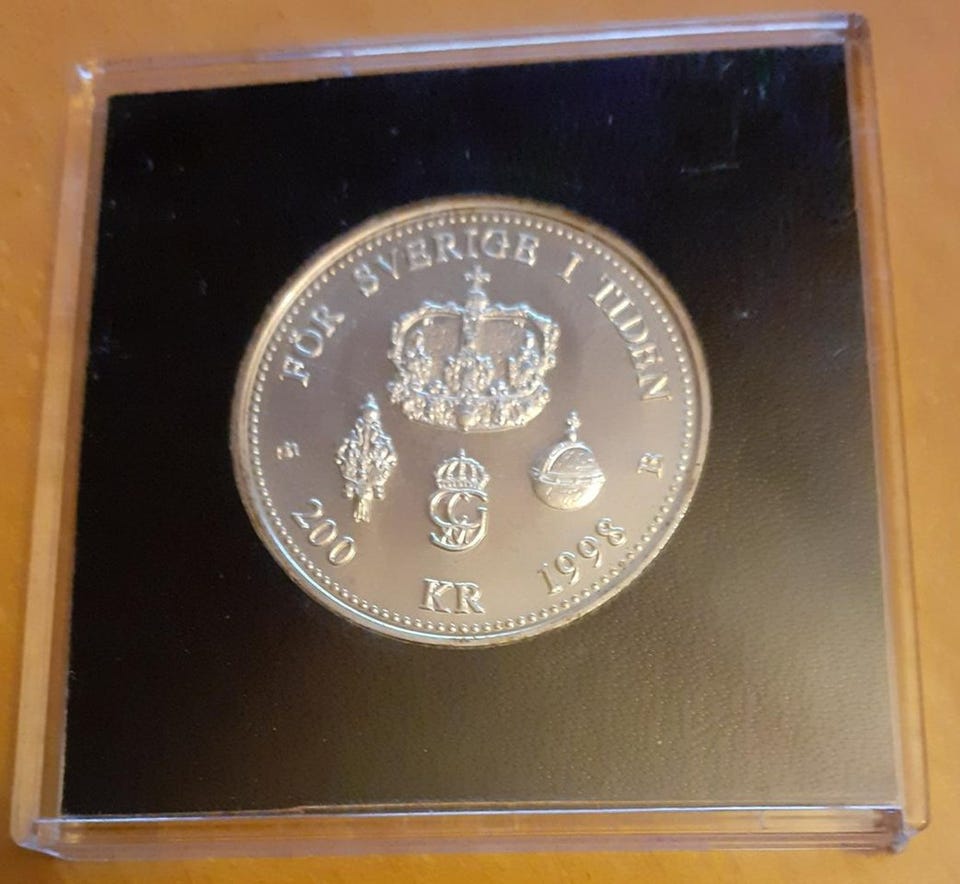 FÖR SVERIGE I TIDEN
200 KR 1998 B